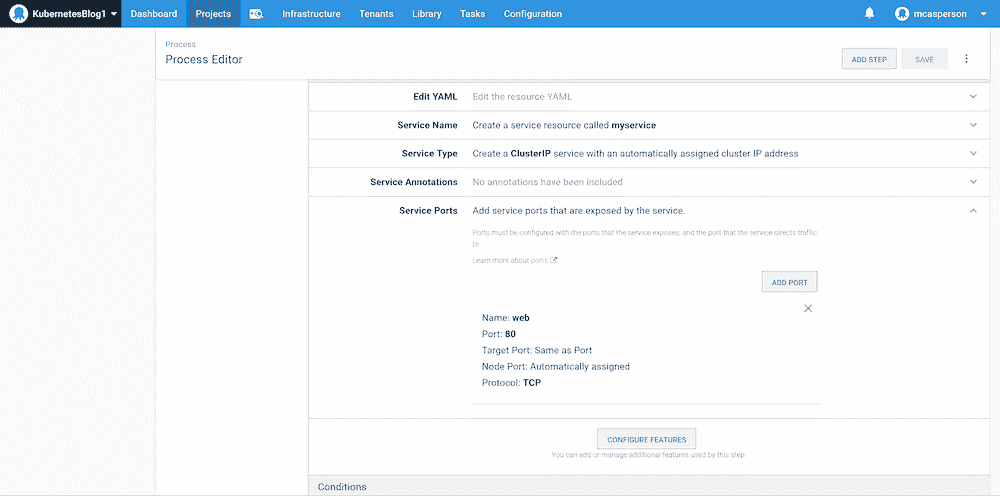 KubernetesBlog1 Dashboard Projects Infrastructure Tenants Library Tasks Configuration mcasperson
Process
Process Editor
ADD STEP SAVE
Edit YAML Edit the resource YAML
Service Name Create a service resource called myservice
Service Type Create a ClusterIP service with an automatically assigned cluster IP address
Service Annotations No annotations have been included
Service Ports Add service ports that are exposed by the service.
Ports must be configured with the ports that the service exposes, and the port that the service directs traffic
to.
Learn more about ports
ADD PORT
Name: web
Port: 80
Target Port: Same as Port
Node Port: Automatically assigned
Protocol: TCP
CONFIGURE FEATURES
You can add or manage additional features used by this step.
Conditions